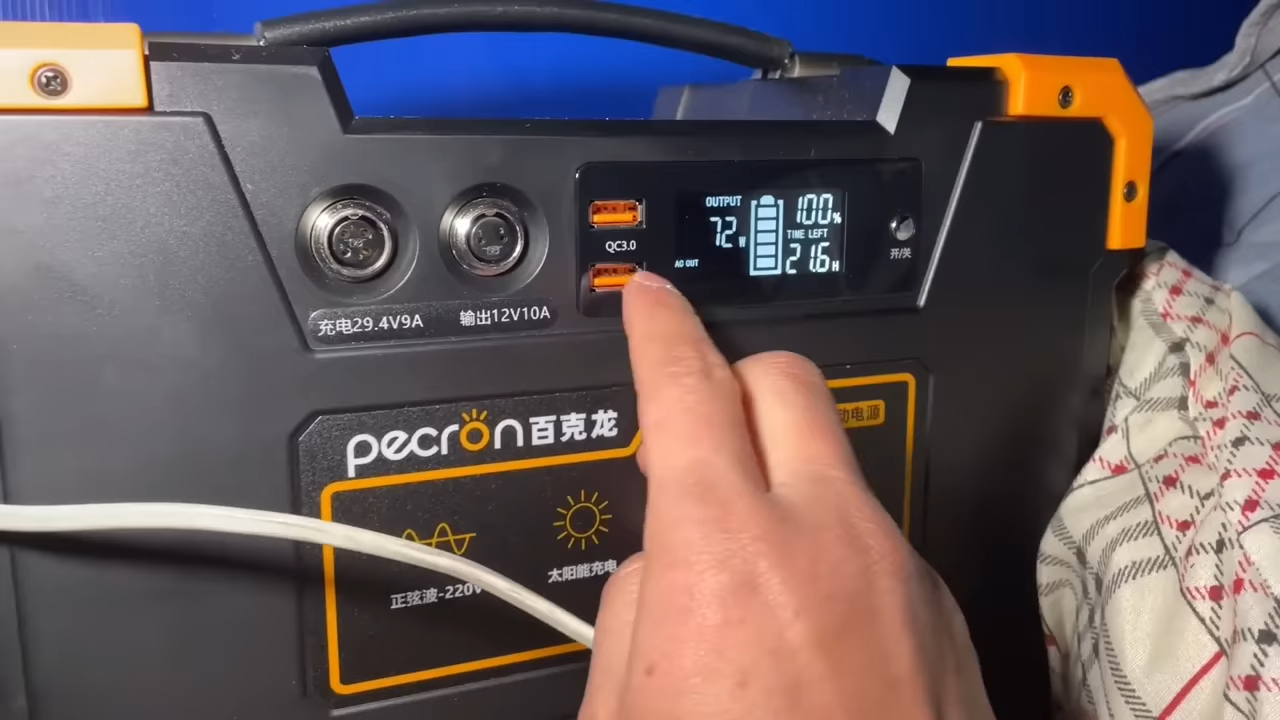 OUTPUT
72W
100%
TIME LEFT
21.6H
AC OUT
QC3.0
开/关
充电29.4V9A
输出12V10A
pecron百克龙
动电源
正弦波-220V
太阳能充电